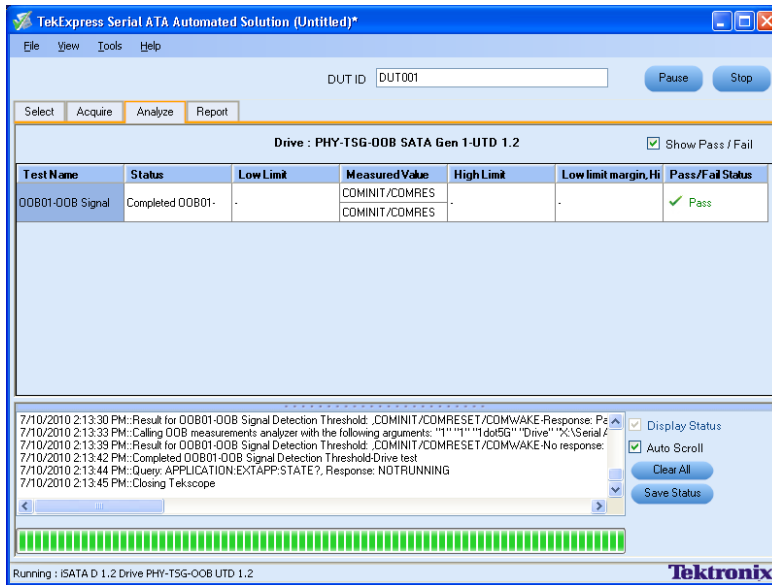 TekExpress Serial ATA Automated Solution (Untitled)*
File View Tools Help
DUT ID DUT001 Pause Stop
Select Acquire Analyze Report
Drive : PHY-TSG-OOB SATA Gen 1-UTD 1.2 Show Pass / Fail
Test Name Status Low Limit Measured Value High Limit Low limit margin, Hi Pass/Fail Status
OOB01-OOB Signal Completed OOB01- - COMINIT/COMRES - - Pass
COMINIT/COMRES
7/10/2010 2:13:30 PM::Result for OOB01-OOB Signal Detection Threshold: ,COMINIT/COMRESET/COMWAKE-Response: Pa
7/10/2010 2:13:33 PM::Calling OOB measurements analyzer with the following arguments: "1" "1" "1dot5G" "Drive" "X:\Serial A
7/10/2010 2:13:39 PM::Result for OOB01-OOB Signal Detection Threshold: ,COMINIT/COMRESET/COMWAKE-No response:
7/10/2010 2:13:42 PM::Completed OOB01-OOB Signal Detection Threshold-Drive test
7/10/2010 2:13:44 PM::Query: APPLICATION:EXTAPP:STATE?, Response: NOTRUNNING
7/10/2010 2:13:45 PM::Closing Tekscope
Display Status
Auto Scroll
Clear All
Save Status
Running : iSATA D 1.2 Drive PHY-TSG-OOB UTD 1.2 Tektronix